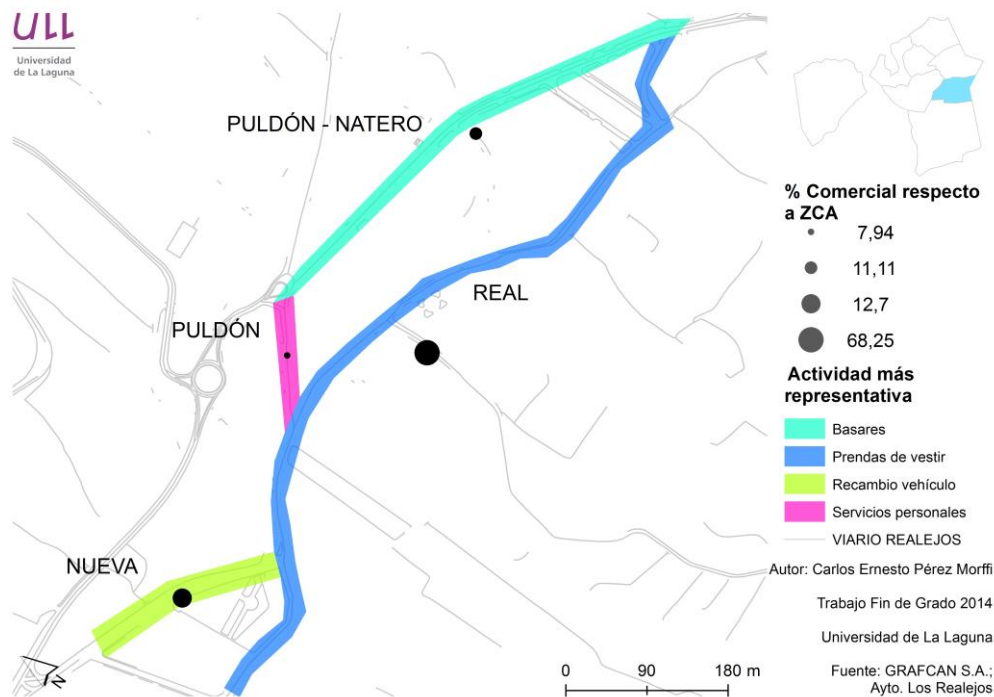 ULL
Universidad
de La Laguna
PULDÓN - NATERO
REAL
PULDÓN
NUEVA
N
0 90 180 m
% Comercial respecto
a ZCA
7,94
11,11
12,7
68,25
Actividad más
representativa
Basares
Prendas de vestir
Recambio vehículo
Servicios personales
VIARIO REALEJOS
Autor: Carlos Ernesto Pérez Morffi
Trabajo Fin de Grado 2014
Universidad de La Laguna
Fuente: GRAFCAN S.A.;
Ayto. Los Realejos